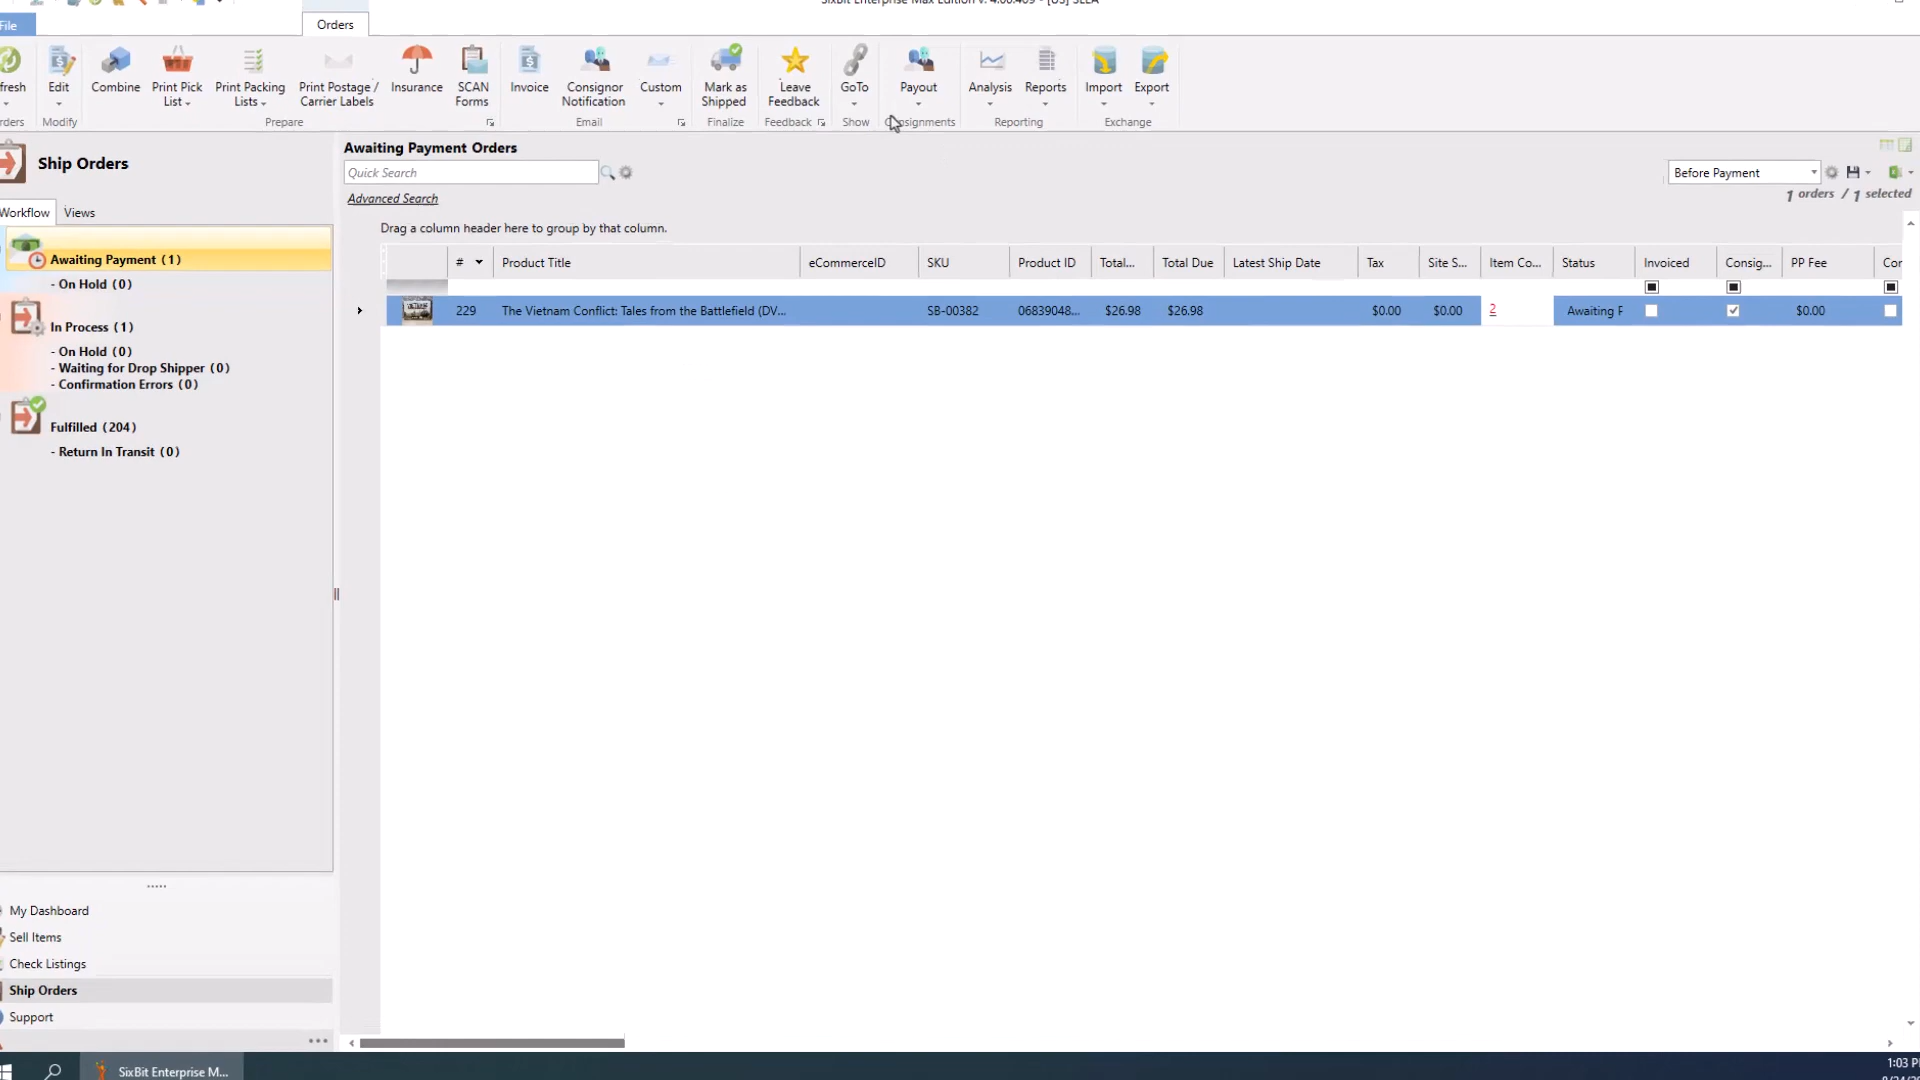 SixBit Enterprise Max Edition v. 4.00.409 - [US] SEEA
File
Orders
Edit
Combine
Print Pick List
Print Packing Lists
Print Postage / Carrier Labels
Insurance
SCAN Forms
Invoice
Consignor Notification
Custom
Mark as Shipped
Leave Feedback
GoTo
Payout
Analysis
Reports
Import
Export
Modify
Prepare
Email
Finalize
Feedback
Show
Reporting
Exchange
Ship Orders
Workflow
Views
Awaiting Payment (1)
- On Hold (0)
In Process (1)
- On Hold (0)
- Waiting for Drop Shipper (0)
- Confirmation Errors (0)
Fulfilled (204)
- Return In Transit (0)
My Dashboard
Sell Items
Check Listings
Ship Orders
Support
Awaiting Payment Orders
Quick Search
Before Payment
Advanced Search
1 orders / 1 selected
Drag a column header here to group by that column.
# Product Title eCommerceID SKU Product ID Total... Total Due Latest Ship Date Tax Site S... Item Co... Status Invoiced Consig... PP Fee Cor
229 The Vietnam Conflict: Tales from the Battlefield (DV... SB-00382 06839048... $26.98 $26.98 $0.00 $0.00 2 Awaiting F $0.00
SixBit Enterprise M...
1:03 P